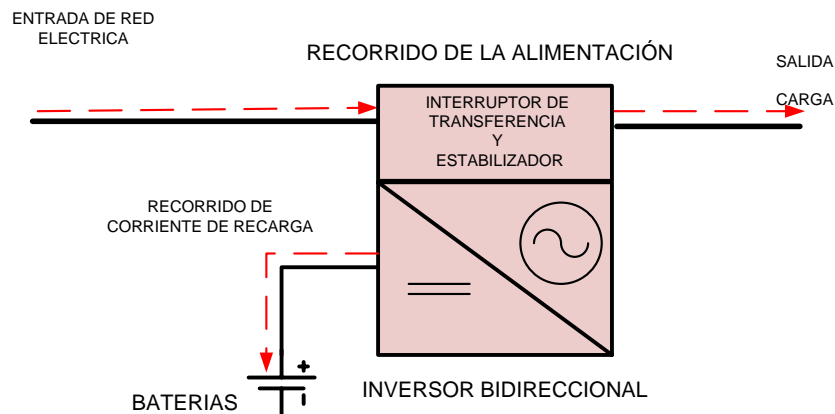 ENTRADA DE RED
ELECTRICA
RECORRIDO DE LA ALIMENTACIÓN
SALIDA
CARGA
INTERRUPTOR DE
TRANSFERENCIA
Y
ESTABILIZADOR
RECORRIDO DE
CORRIENTE DE RECARGA
BATERIAS
INVERSOR BIDIRECCIONAL